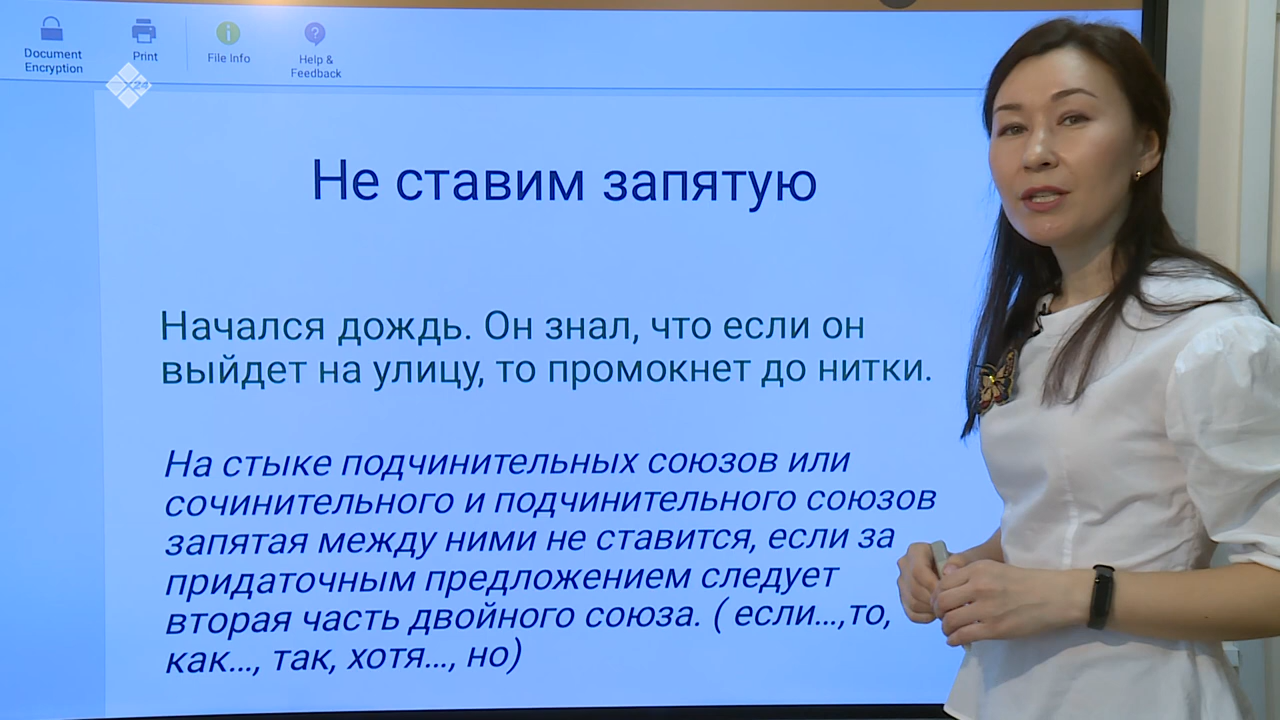 Document
Encryption
Print
File Info
Help &
Feedback
X24
Не ставим запятую
Начался дождь. Он знал, что если он
выйдет на улицу, то промокнет до нитки.
На стыке подчинительных союзов или
сочинительного и подчинительного союзов
запятая между ними не ставится, если за
придаточным предложением следует
вторая часть двойного союза. ( если...,то,
как..., так, хотя..., но)